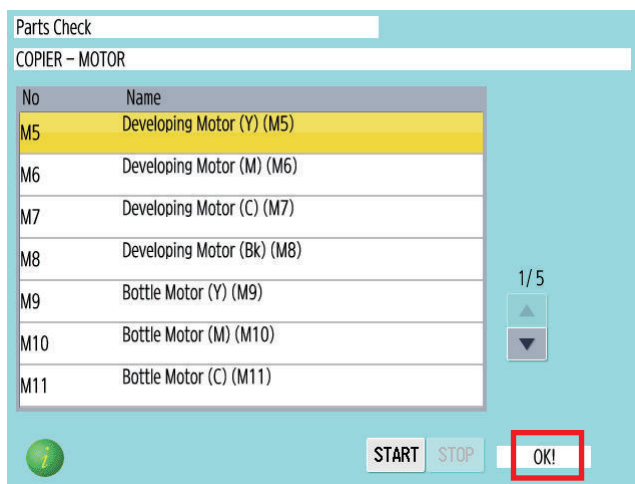 Parts Check
COPIER – MOTOR
No Name
M5 Developing Motor (Y) (M5)
M6 Developing Motor (M) (M6)
M7 Developing Motor (C) (M7)
M8 Developing Motor (Bk) (M8)
M9 Bottle Motor (Y) (M9)
M10 Bottle Motor (M) (M10)
M11 Bottle Motor (C) (M11)
1/5
i START STOP OK!